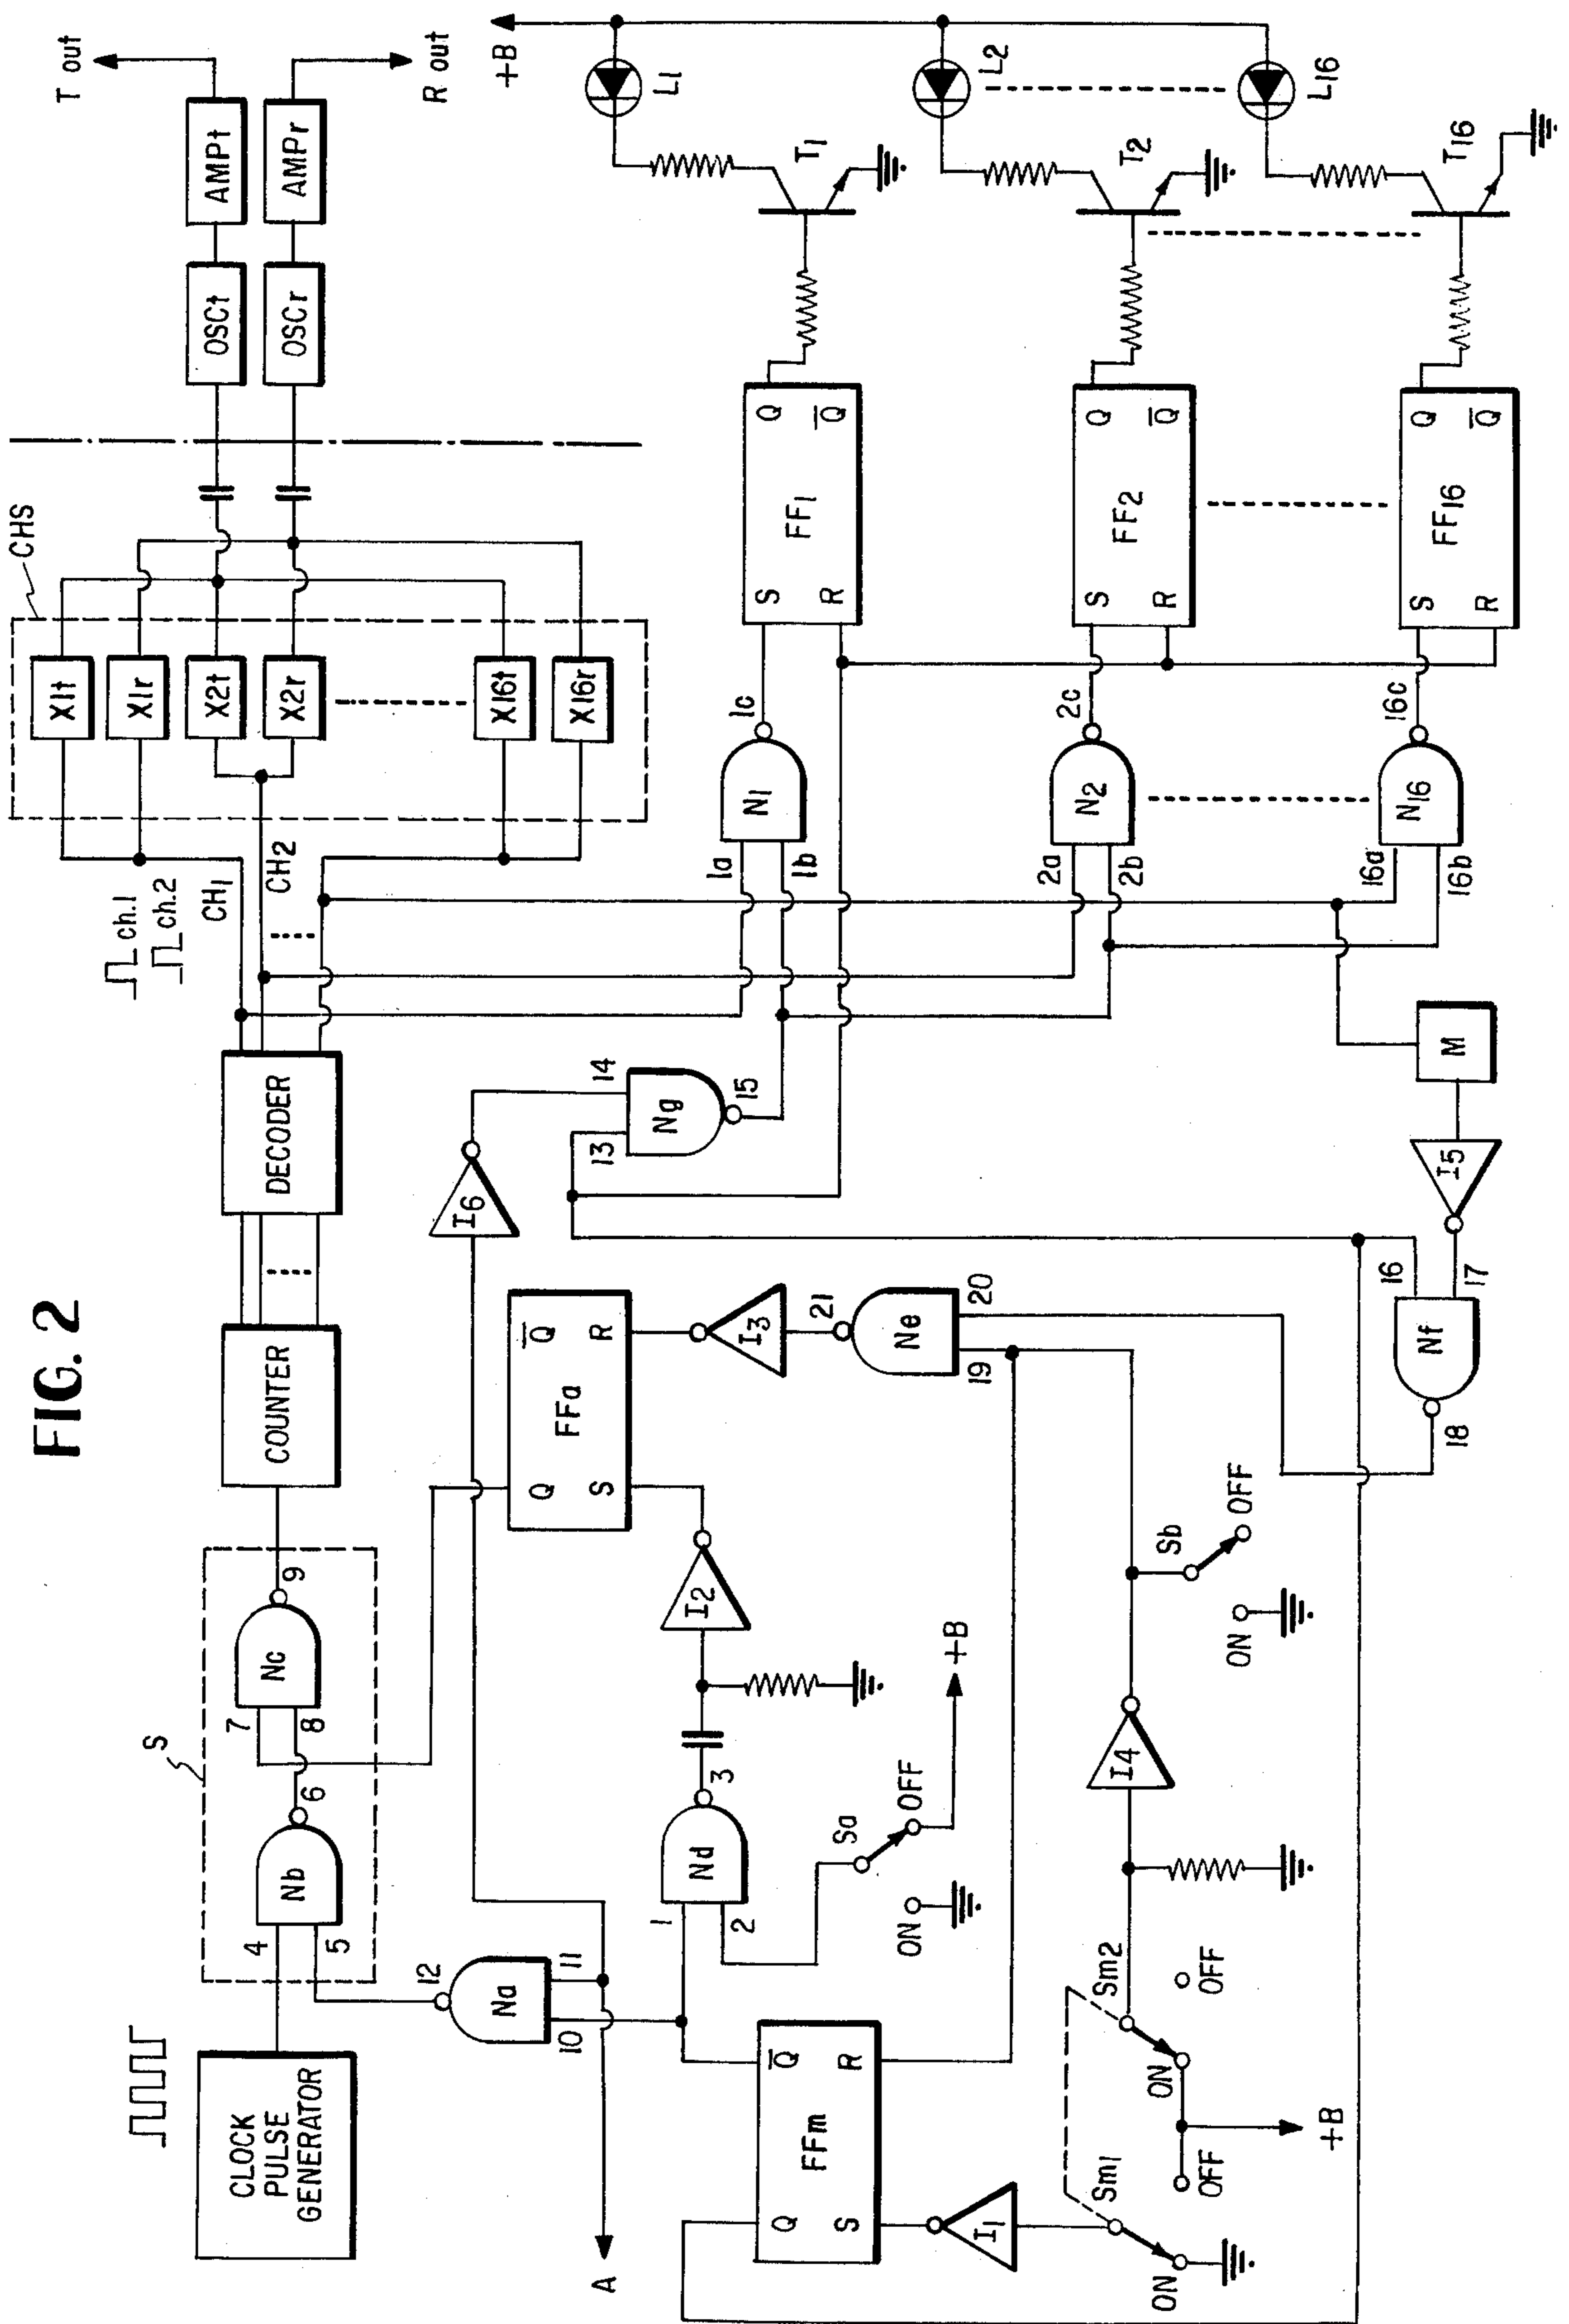 FIG. 2
CLOCK
PULSE
GENERATOR
S
4
5
Nb
6
7
8
Nc
9
COUNTER
DECODER
ch.1
ch.2
CH1
CH2
CHS
X1t
X1r
X2t
X2r
X16t
X16r
OSCt
AMPt
T out
OSCr
AMPr
R out
+B
A
12
Na
10
11
I6
14
13
Ng
15
1a
1b
N1
1c
S
R
FF1
Q
Q
T1
L1
2a
2b
N2
2c
S
R
FF2
Q
Q
T2
L2
16a
16b
N16
16c
S
R
FF16
Q
Q
T16
L16
Q
Q
FFa
S
R
I2
I3
21
Ne
19
20
1
2
Nd
3
Sa
OFF
+B
ON
Q
Q
FFm
S
R
I1
Sm1
ON
OFF
+B
Sm2
ON
OFF
I4
Sb
OFF
ON
18
Nf
16
17
I5
M